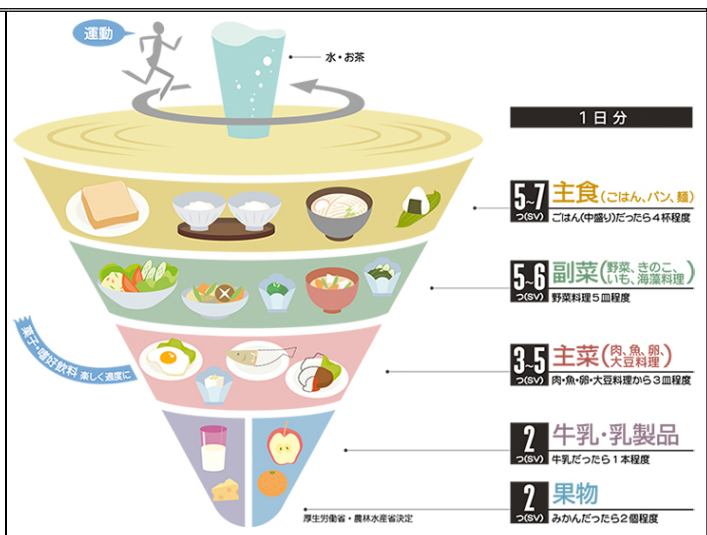 運動
水・お茶
1日分
5~7
つ(SV)
主食(ごはん、パン、麺)
ごはん(中盛り)だったら4杯程度
5~6
つ(SV)
副菜(野菜、きのこ、
いも、海藻料理)
野菜料理5皿程度
菓子・嗜好飲料 楽しく適度に
3~5
つ(SV)
主菜(肉、魚、卵、
大豆料理)
肉・魚・卵・大豆料理から3皿程度
2
つ(SV)
牛乳・乳製品
牛乳だったら1本程度
2
つ(SV)
果物
みかんだったら2個程度
厚生労働省・農林水産省決定